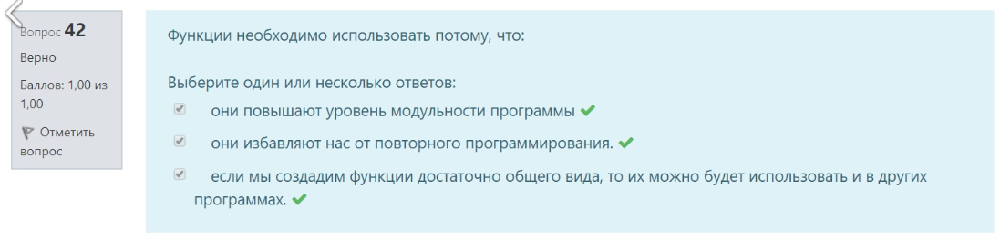 Вопрос 42
Верно
Баллов: 1,00 из
1,00
Отметить
вопрос
Функции необходимо использовать потому, что:
Выберите один или несколько ответов:
они повышают уровень модульности программы
они избавляют нас от повторного программирования.
если мы создадим функции достаточно общего вида, то их можно будет использовать и в других
программах.